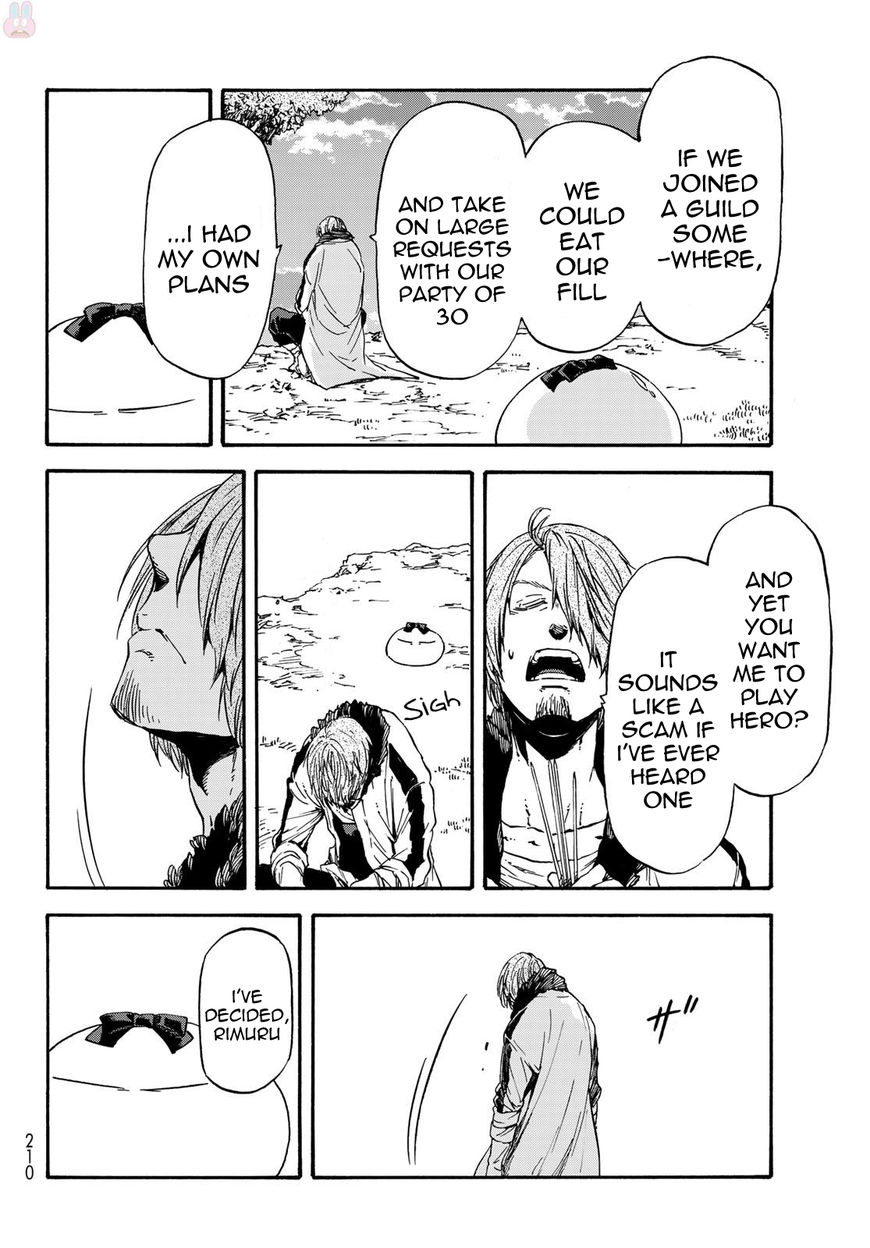 IF WE
JOINED
A GUILD
SOME
-WHERE,
WE
COULD
EAT
OUR
FILL
AND TAKE
ON LARGE
REQUESTS
WITH OUR
PARTY OF
30
...I HAD
MY OWN
PLANS
AND
YET
YOU
WANT
ME TO
PLAY
HERO?
IT
SOUNDS
LIKE A
SCAM IF
I'VE EVER
HEARD
ONE
SIGH
ザッ
I'VE
DECIDED,
RIMURU
210